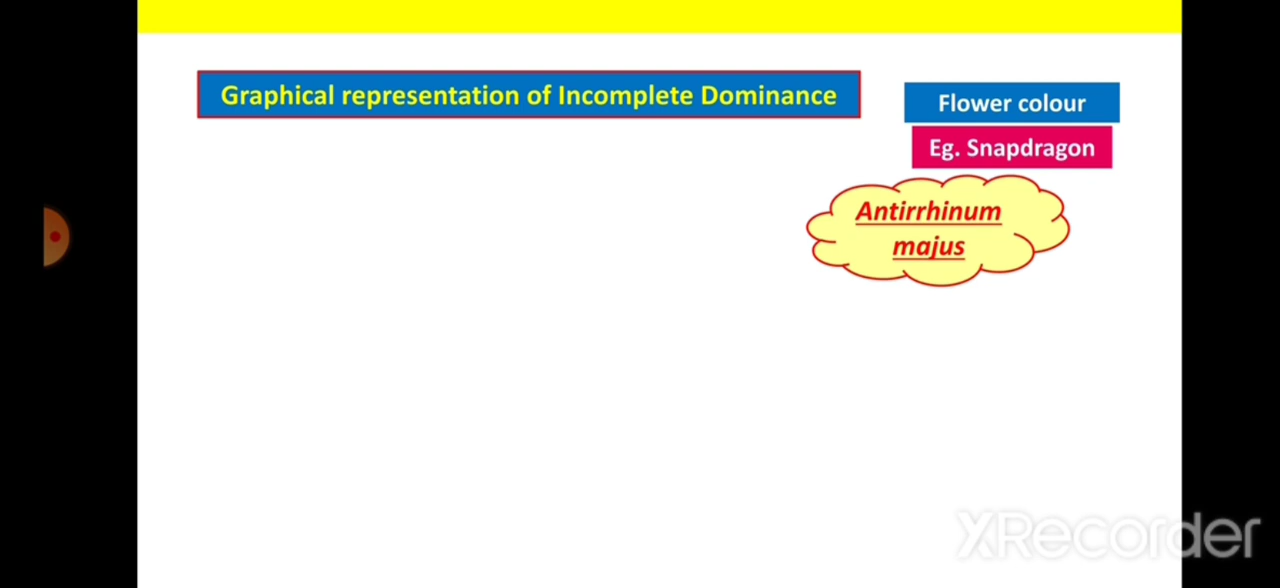 Graphical representation of Incomplete Dominance
Flower colour
Eg. Snapdragon
Antirrhinum
majus
XRecorder